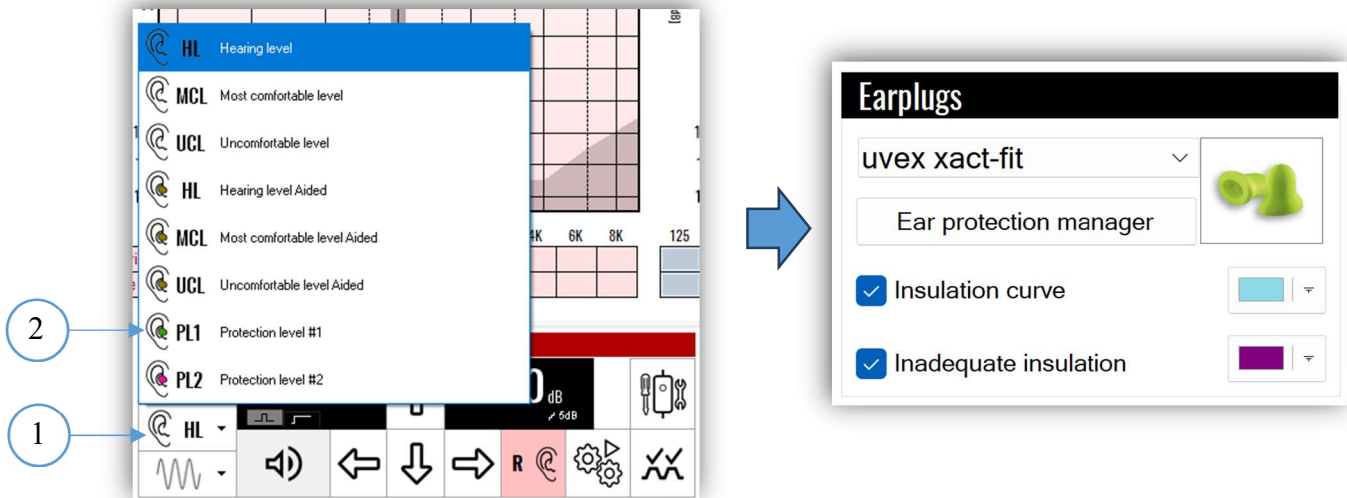 [dB]
HL Hearing level
MCL Most comfortable level
UCL Uncomfortable level
HL Hearing level Aided
MCL Most comfortable level Aided
UCL Uncomfortable level Aided
4K 6K 8K 125
2
PL1 Protection level #1
PL2 Protection level #2
dB
5dB
1
HL
R
Earplugs
uvex xact-fit
Ear protection manager
Insulation curve
Inadequate insulation